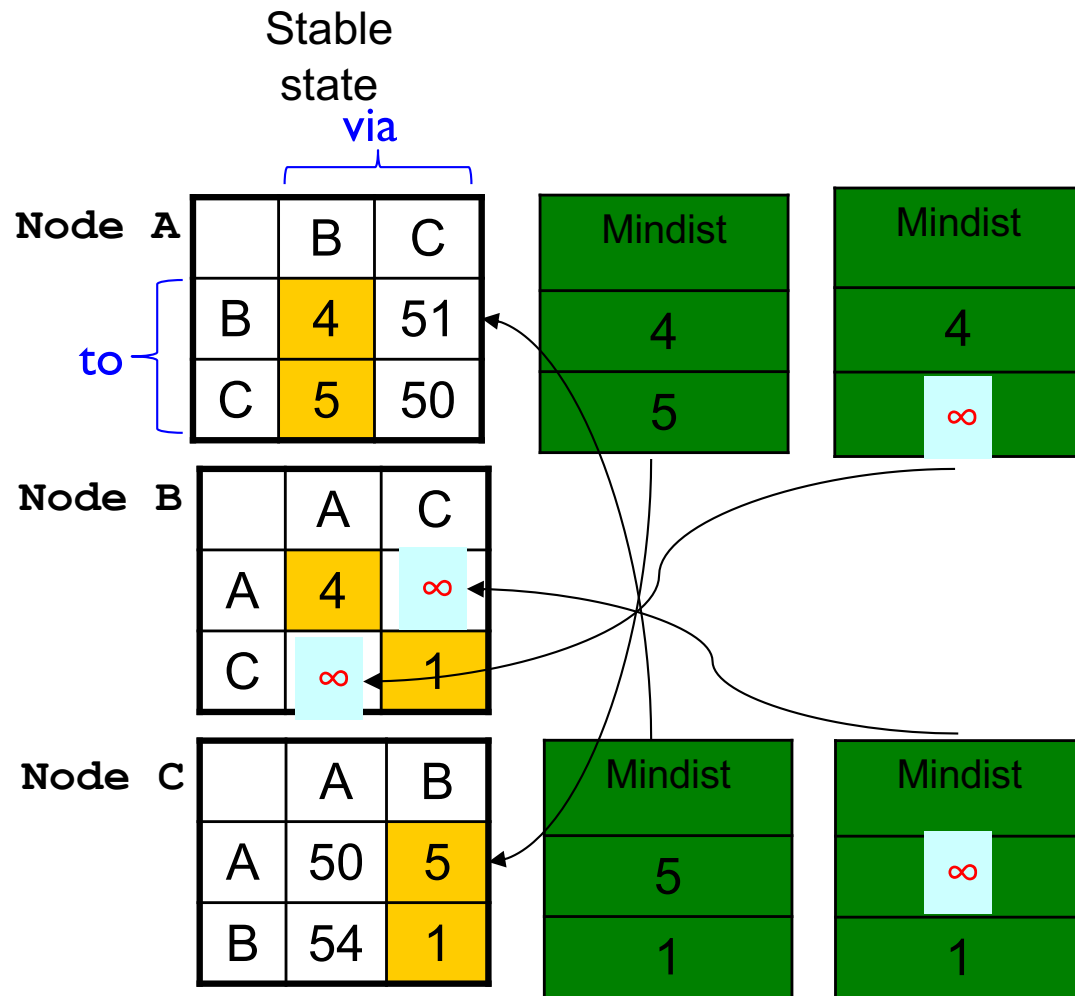 Stable
state
via
Node A
B C
B 4 51
to
C 5 50
Mindist
4
5
Mindist
4
∞
Node B
A C
A 4 ∞
C ∞ 1
Node C
A B
A 50 5
B 54 1
Mindist
5
1
Mindist
∞
1